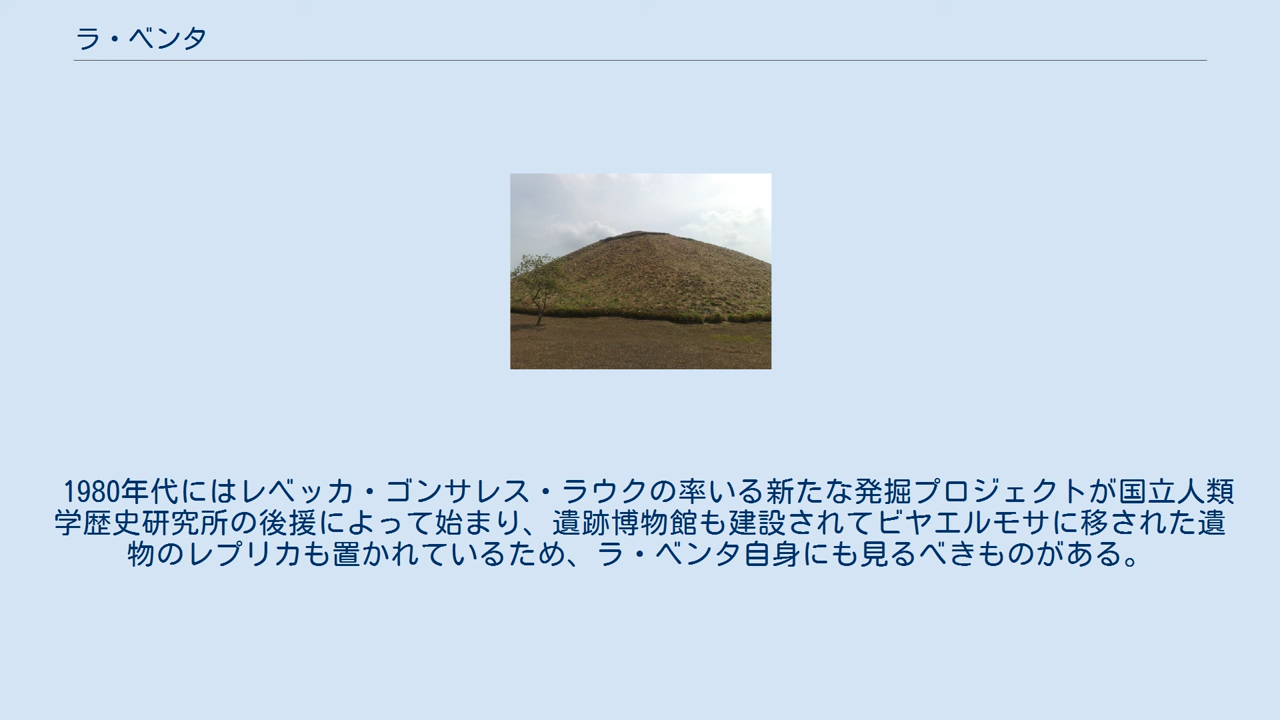 ラ・ベンタ
1980年代にはレベッカ・ゴンサレス・ラウクの率いる新たな発掘プロジェクトが国立人類
学歴史研究所の後援によって始まり、遺跡博物館も建設されてビヤエルモサに移された遺
物のレプリカも置かれているため、ラ・ベンタ自身にも見るべきものがある。